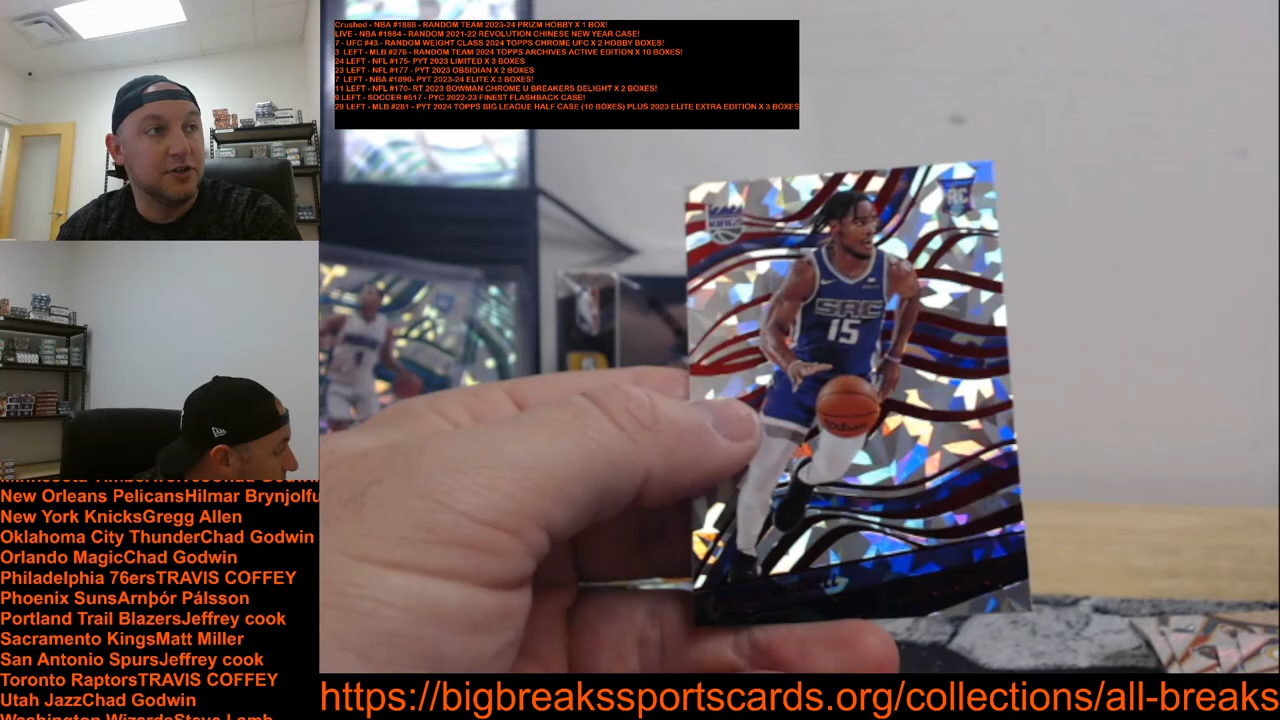 Crushed - NBA #1888 - RANDOM TEAM 2023-24 PRIZM HOBBY X 1 BOX!
LIVE - NBA #1884 - RANDOM 2021-22 REVOLUTION CHINESE NEW YEAR CASE!
7 - UFC #43 - RANDOM WEIGHT CLASS 2024 TOPPS CHROME UFC X 2 HOBBY BOXES!
3 LEFT - MLB #276 - RANDOM TEAM 2024 TOPPS ARCHIVES ACTIVE EDITION X 10 BOXES!
24 LEFT - NFL #175- PYT 2023 LIMITED X 3 BOXES
23 LEFT - NFL #177 - PYT 2023 OBSIDIAN X 2 BOXES
7 LEFT - NBA #1890- PYT 2023-24 ELITE X 3 BOXES!
11 LEFT - NFL #170- RT 2023 BOWMAN CHROME U BREAKERS DELIGHT X 2 BOXES!
9 LEFT - SOCCER #517 - PYC 2022-23 FINEST FLASHBACK CASE!
29 LEFT - MLB #281 - PYT 2024 TOPPS BIG LEAGUE HALF CASE (10 BOXES) PLUS 2023 ELITE EXTRA EDITION X 3 BOXES
RC
KINGS
SAC
15
New Orleans PelicansHilmar Brynjolfu
New York KnicksGregg Allen
Oklahoma City ThunderChad Godwin
Orlando MagicChad Godwin
Philadelphia 76ersTRAVIS COFFEY
Phoenix SunsArnþór Pálsson
Portland Trail BlazersJeffrey cook
Sacramento KingsMatt Miller
San Antonio SpursJeffrey cook
Toronto RaptorsTRAVIS COFFEY
Utah JazzChad Godwin
Washington WizardsSteve Lamb
https://bigbreakssportscards.org/collections/all-breaks